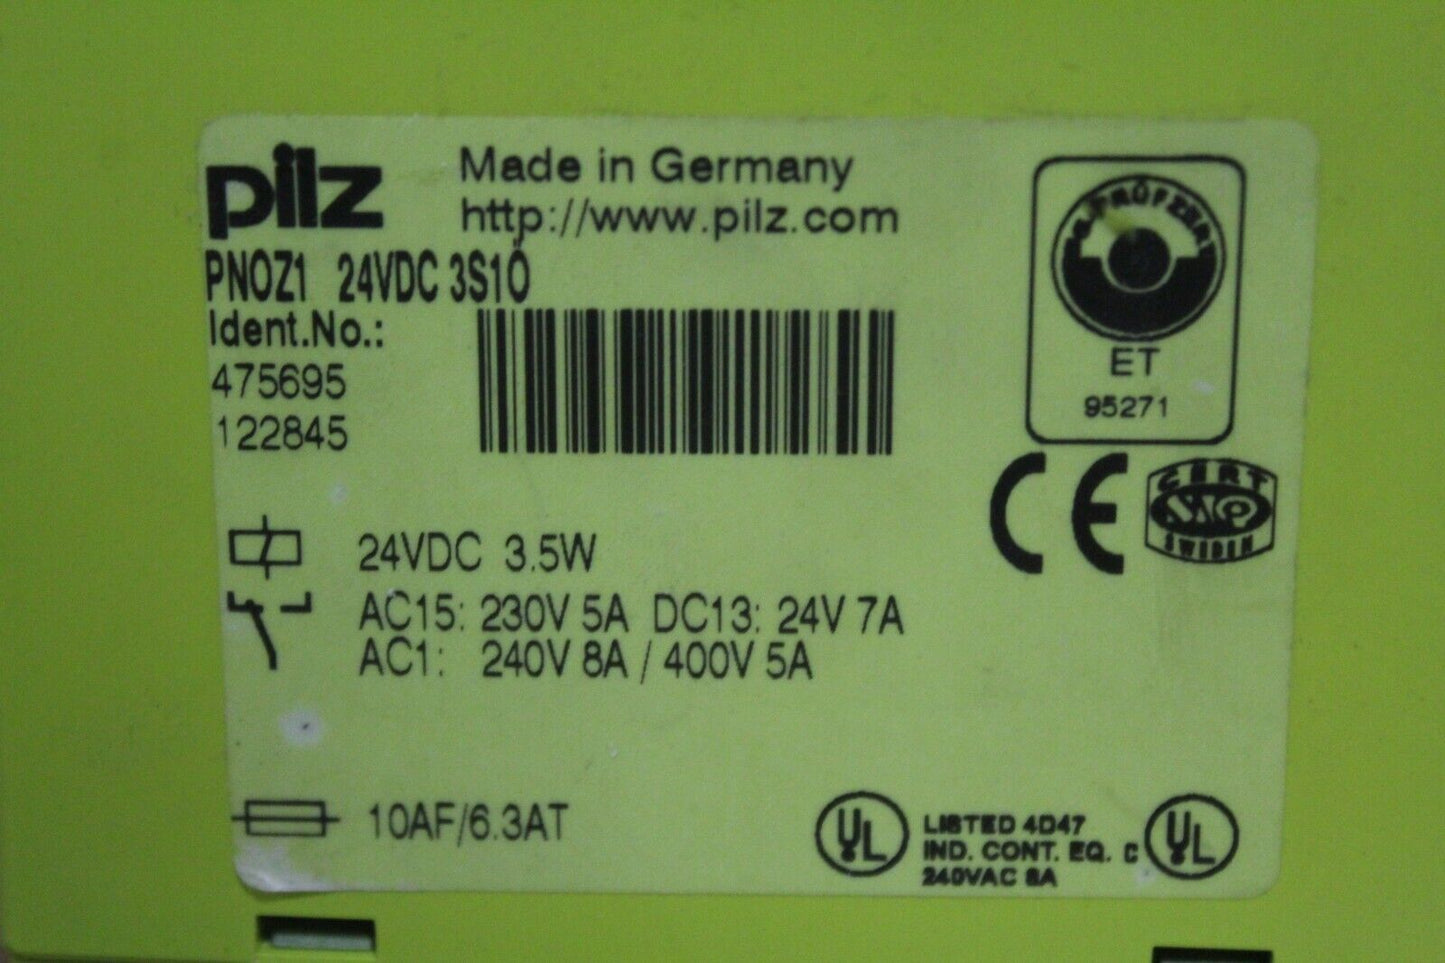 pilz
Made in Germany
http://www.pilz.com
PNOZ1 24VDC 3S1Ö
Ident.No.:
475695
122845
GEPRÜFT
ET
95271
CE
CERT
SWEDEN
24VDC 3.5W
AC15: 230V 5A DC13: 24V 7A
AC1: 240V 8A / 400V 5A
10AF/6.3AT
UL
LISTED 4D47
IND. CONT. EQ.
240VAC 8A
C UL